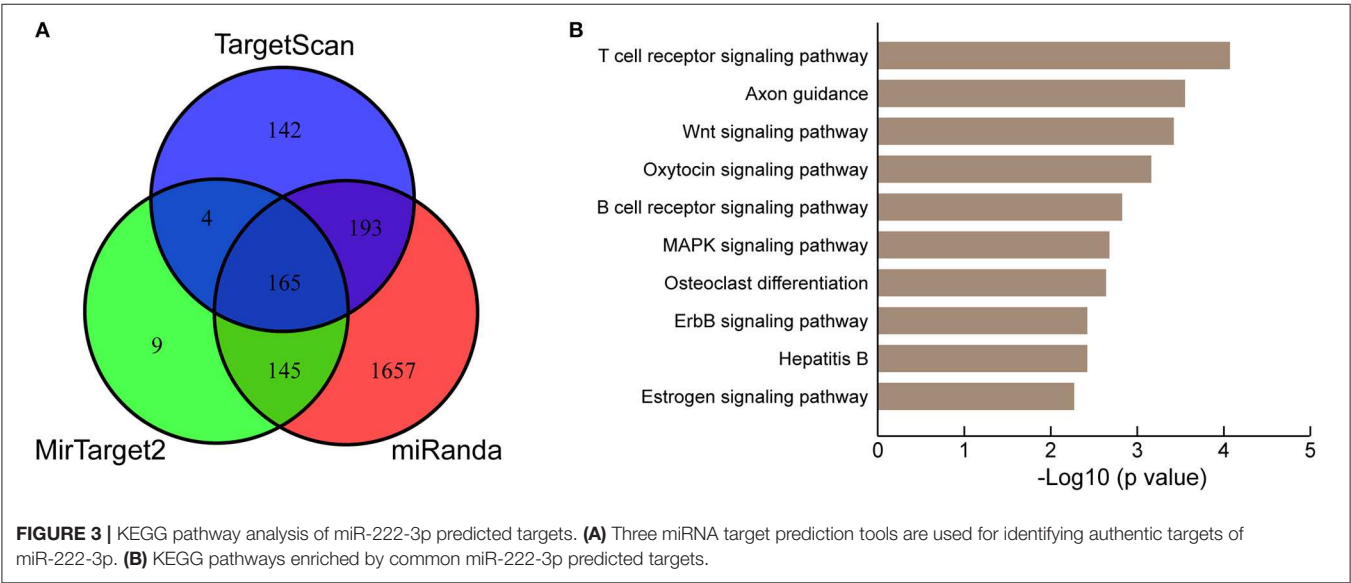 A
TargetScan
142
4
193
165
9
145
1657
MirTarget2
miRanda
B
T cell receptor signaling pathway
Axon guidance
Wnt signaling pathway
Oxytocin signaling pathway
B cell receptor signaling pathway
MAPK signaling pathway
Osteoclast differentiation
ErbB signaling pathway
Hepatitis B
Estrogen signaling pathway
0 1 2 3 4 5
-Log10 (p value)
FIGURE 3 | KEGG pathway analysis of miR-222-3p predicted targets. (A) Three miRNA target prediction tools are used for identifying authentic targets of
miR-222-3p. (B) KEGG pathways enriched by common miR-222-3p predicted targets.